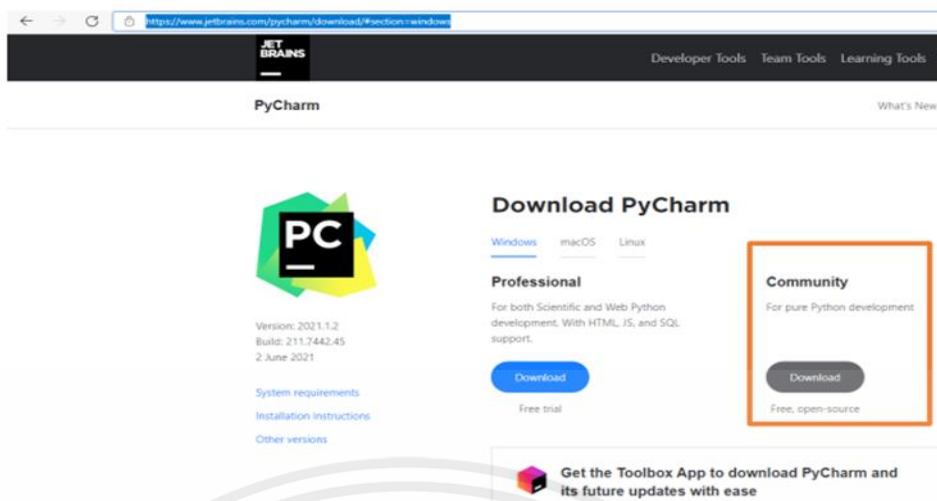 https://www.jetbrains.com/pycharm/download/#section=windows
JET
BRAINS
Developer Tools Team Tools Learning Tools
PyCharm
What's New
PC
Version: 2021.1.2
Build: 211.7442.45
2 June 2021
System requirements
Installation Instructions
Other versions
Download PyCharm
Windows macOS Linux
Professional
For both Scientific and Web Python
development. With HTML, JS, and SQL
support.
Download
Free trial
Community
For pure Python development
Download
Free, open-source
Get the Toolbox App to download PyCharm and
its future updates with ease